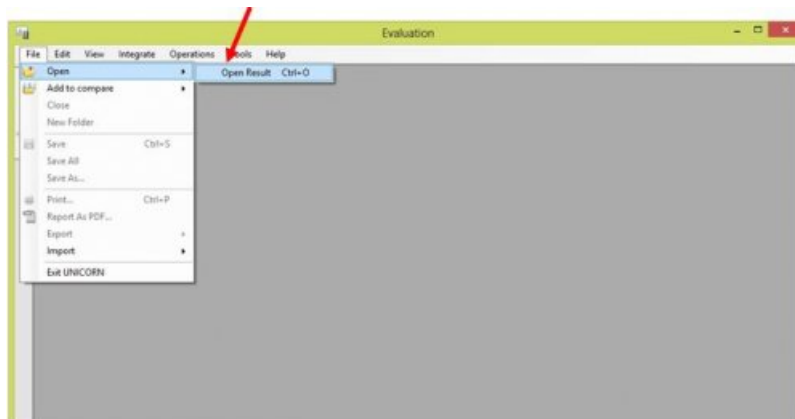 Evaluation
File Edit View Integrate Operations Tools Help
Open
Open Result Ctrl+O
Add to compare
Close
New Folder
Save Ctrl+S
Save All
Save As...
Print... Ctrl+P
Report As PDF...
Export
Import
Exit UNICORN